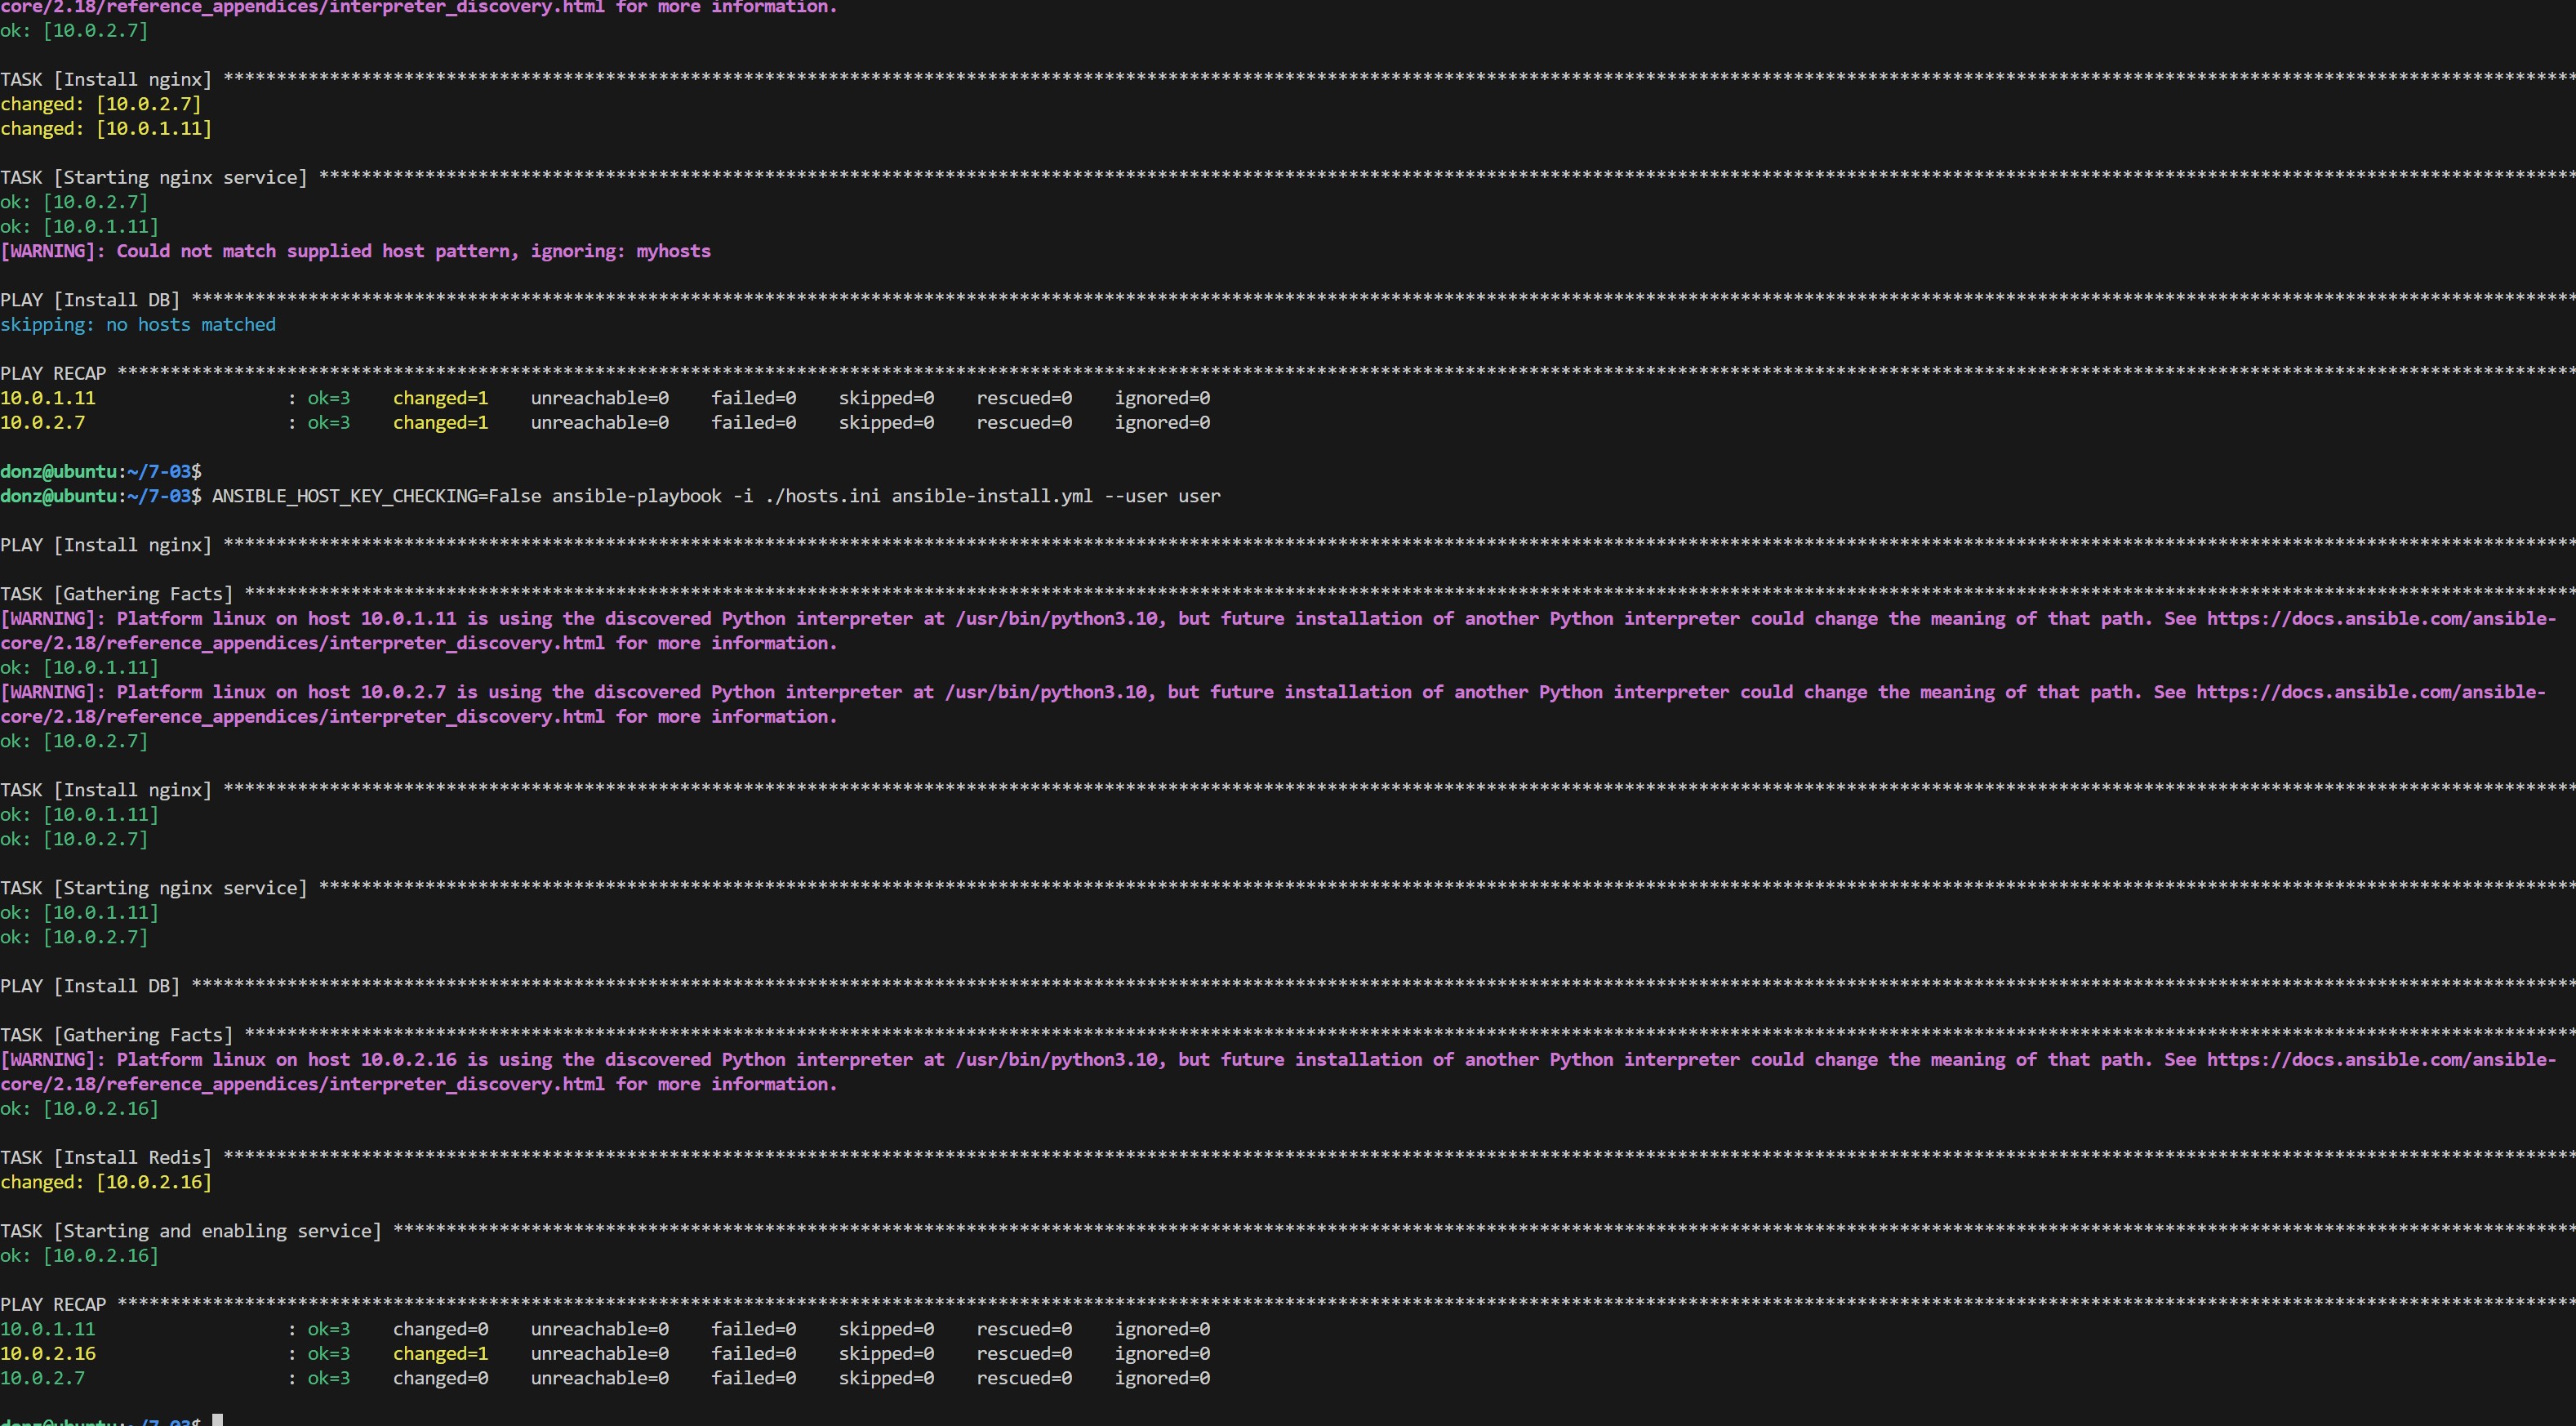 core/2.18/reference_appendices/interpreter_discovery.html for more information.
ok: [10.0.2.7]
TASK [Install nginx] ****************************************************************************************************
changed: [10.0.2.7]
changed: [10.0.1.11]
TASK [Starting nginx service] ****************************************************************************************************
ok: [10.0.2.7]
ok: [10.0.1.11]
[WARNING]: Could not match supplied host pattern, ignoring: myhosts
PLAY [Install DB] ****************************************************************************************************
skipping: no hosts matched
PLAY RECAP ****************************************************************************************************
10.0.1.11 : ok=3 changed=1 unreachable=0 failed=0 skipped=0 rescued=0 ignored=0
10.0.2.7 : ok=3 changed=1 unreachable=0 failed=0 skipped=0 rescued=0 ignored=0
donz@ubuntu:~/7-03$
donz@ubuntu:~/7-03$ ANSIBLE_HOST_KEY_CHECKING=False ansible-playbook -i ./hosts.ini ansible-install.yml --user user
PLAY [Install nginx] ****************************************************************************************************
TASK [Gathering Facts] ****************************************************************************************************
[WARNING]: Platform linux on host 10.0.1.11 is using the discovered Python interpreter at /usr/bin/python3.10, but future installation of another Python interpreter could change the meaning of that path. See https://docs.ansible.com/ansible-
core/2.18/reference_appendices/interpreter_discovery.html for more information.
ok: [10.0.1.11]
[WARNING]: Platform linux on host 10.0.2.7 is using the discovered Python interpreter at /usr/bin/python3.10, but future installation of another Python interpreter could change the meaning of that path. See https://docs.ansible.com/ansible-
core/2.18/reference_appendices/interpreter_discovery.html for more information.
ok: [10.0.2.7]
TASK [Install nginx] ****************************************************************************************************
ok: [10.0.1.11]
ok: [10.0.2.7]
TASK [Starting nginx service] ****************************************************************************************************
ok: [10.0.1.11]
ok: [10.0.2.7]
PLAY [Install DB] ****************************************************************************************************
TASK [Gathering Facts] ****************************************************************************************************
[WARNING]: Platform linux on host 10.0.2.16 is using the discovered Python interpreter at /usr/bin/python3.10, but future installation of another Python interpreter could change the meaning of that path. See https://docs.ansible.com/ansible-
core/2.18/reference_appendices/interpreter_discovery.html for more information.
ok: [10.0.2.16]
TASK [Install Redis] ****************************************************************************************************
changed: [10.0.2.16]
TASK [Starting and enabling service] ****************************************************************************************************
ok: [10.0.2.16]
PLAY RECAP ****************************************************************************************************
10.0.1.11 : ok=3 changed=0 unreachable=0 failed=0 skipped=0 rescued=0 ignored=0
10.0.2.16 : ok=3 changed=1 unreachable=0 failed=0 skipped=0 rescued=0 ignored=0
10.0.2.7 : ok=3 changed=0 unreachable=0 failed=0 skipped=0 rescued=0 ignored=0
donz@ubuntu:~/7-03$